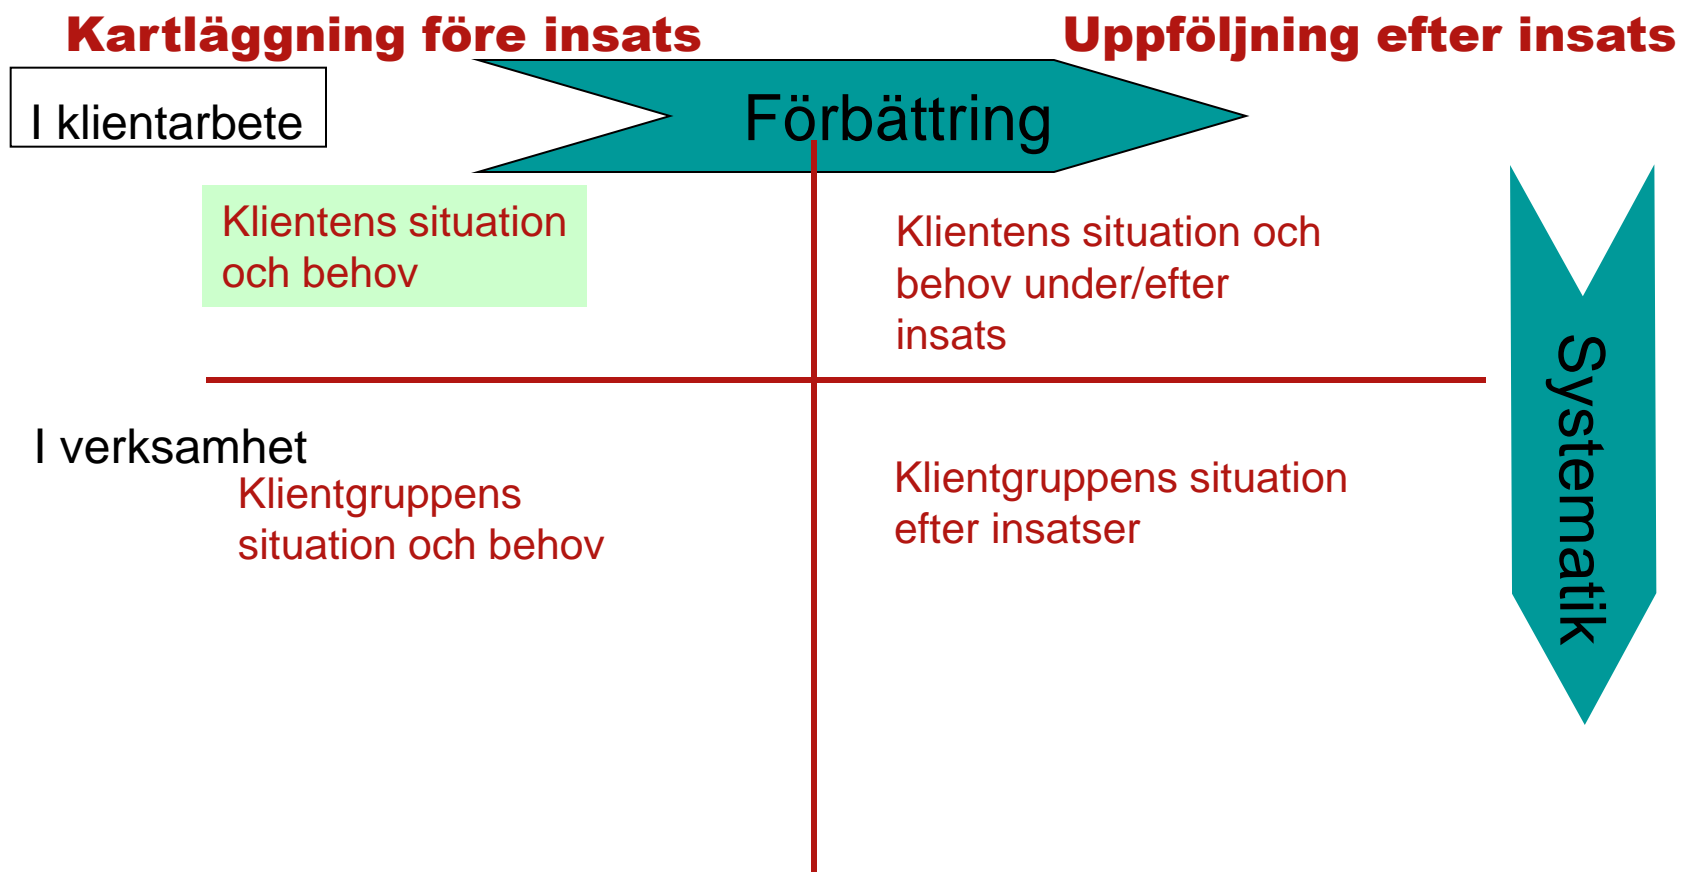 Kartläggning före insats
Uppföljning efter insats
I klientarbete
Förbättring
Klientens situation
och behov
Klientens situation och
behov under/efter
insats
Systematik
I verksamhet
Klientgruppens
situation och behov
Klientgruppens situation
efter insatser